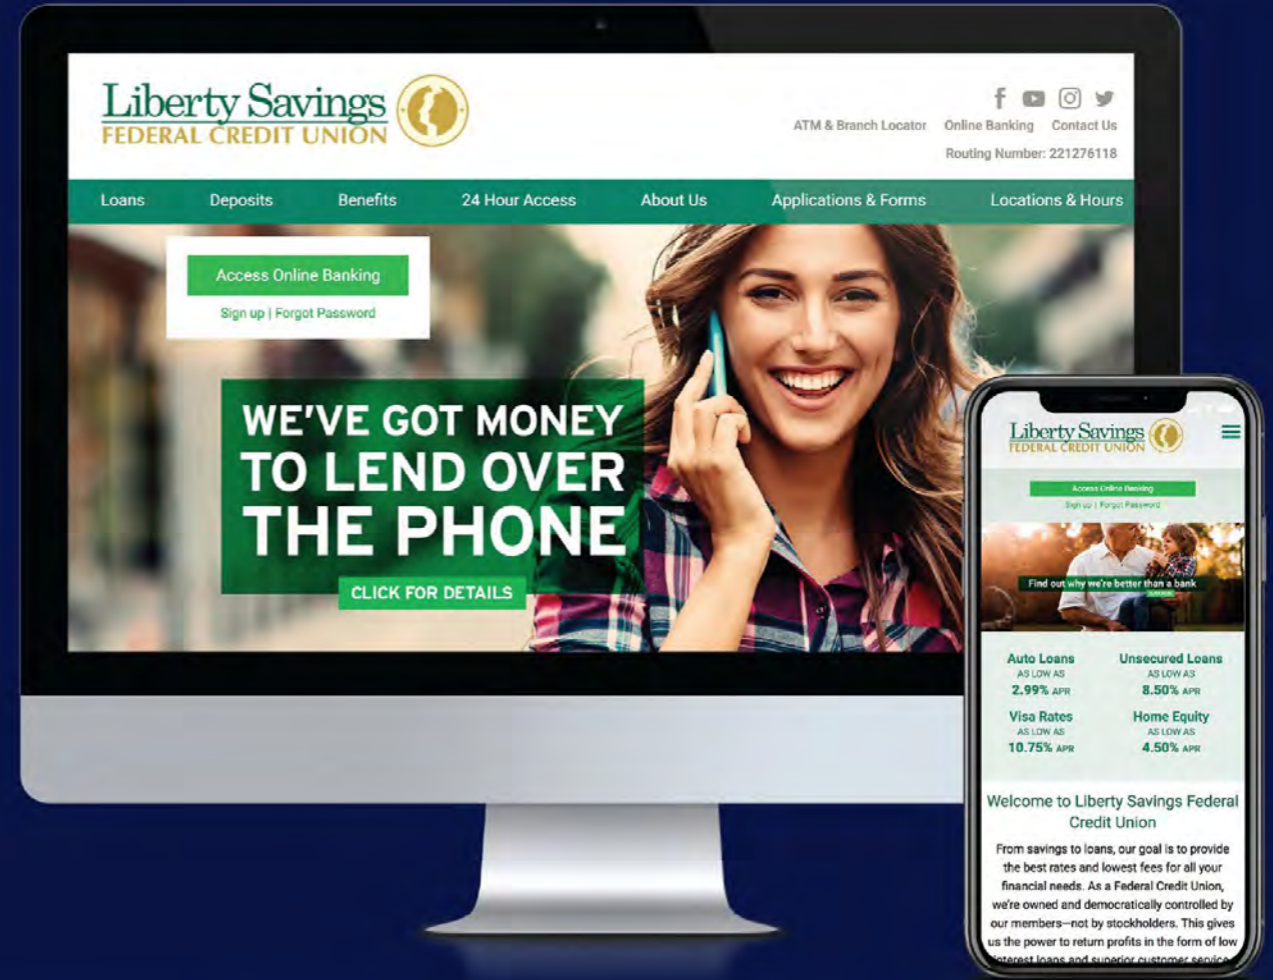 Liberty Savings
FEDERAL CREDIT UNION
ATM & Branch Locator Online Banking Contact Us
Routing Number: 221276118
Loans Deposits Benefits 24 Hour Access About Us Applications & Forms Locations & Hours
Access Online Banking
Sign up | Forgot Password
WE'VE GOT MONEY
TO LEND OVER
THE PHONE
CLICK FOR DETAILS
Liberty Savings
FEDERAL CREDIT UNION
Access Online Banking
Sign up | Forgot Password
Find out why we're better than a bank
Auto Loans Unsecured Loans
AS LOW AS AS LOW AS
2.99% APR 8.50% APR
Visa Rates Home Equity
AS LOW AS AS LOW AS
10.75% APR 4.50% APR
Welcome to Liberty Savings Federal
Credit Union
From savings to loans, our goal is to provide
the best rates and lowest fees for all your
financial needs. As a Federal Credit Union,
we're owned and democratically controlled by
our members—not by stockholders. This gives
us the power to return profits in the form of low
interest loans and superior customer service